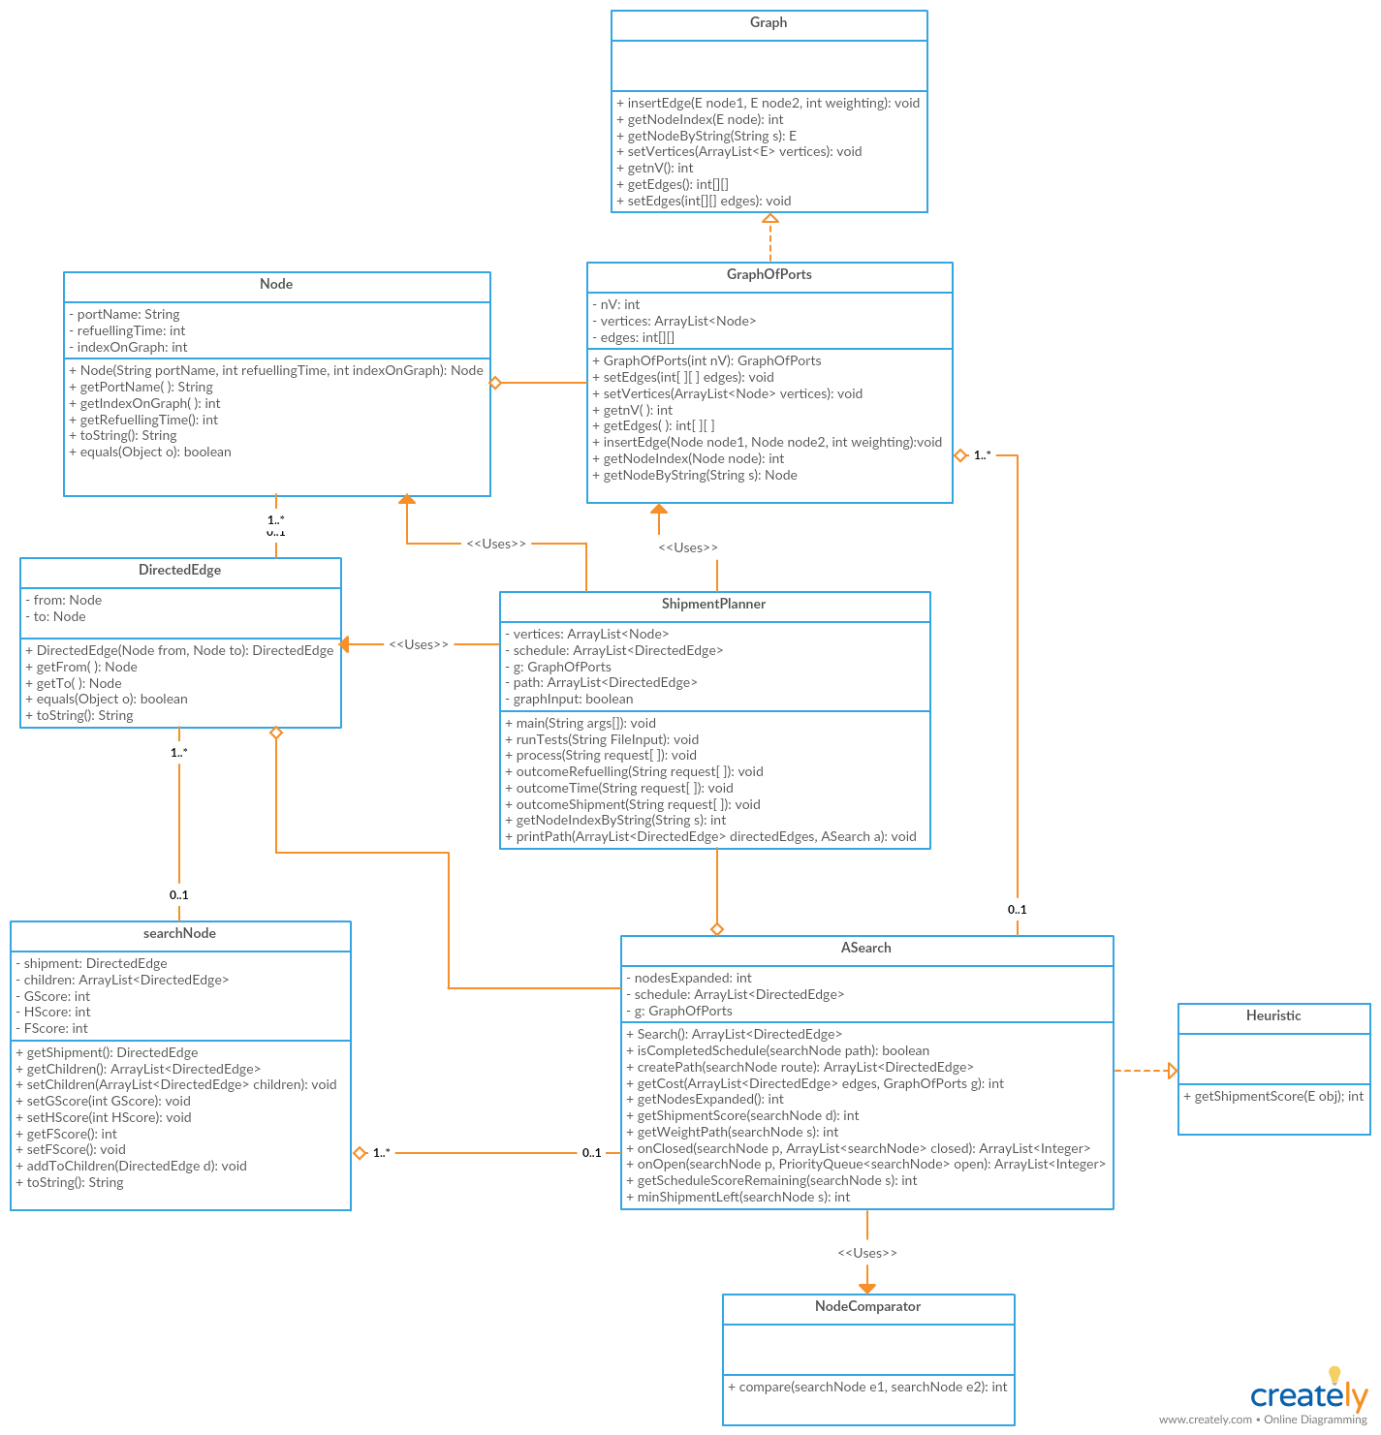 Graph
+ insertEdge(E node1, E node2, int weighting): void
+ getNodeIndex(E node): int
+ getNodeByString(String s): E
+ setVertices(ArrayList<E> vertices): void
+ getnV(): int
+ getEdges(): int[][]
+ setEdges(int[][] edges): void
Node
- portName: String
- refuellingTime: int
- indexOnGraph: int
+ Node(String portName, int refuellingTime, int indexOnGraph): Node
+ getPortName( ): String
+ getIndexOnGraph( ): int
+ getRefuellingTime(): int
+ toString(): String
+ equals(Object o): boolean
GraphOfPorts
- nV: int
- vertices: ArrayList<Node>
- edges: int[][]
+ GraphOfPorts(int nV): GraphOfPorts
+ setEdges(int[ ][ ] edges): void
+ setVertices(ArrayList<Node> vertices): void
+ getnV( ): int
+ getEdges( ): int[ ][ ]
+ insertEdge(Node node1, Node node2, int weighting):void
+ getNodeIndex(Node node): int
+ getNodeByString(String s): Node
1..*
1..*
0..1
<<Uses>>
<<Uses>>
DirectedEdge
- from: Node
- to: Node
+ DirectedEdge(Node from, Node to): DirectedEdge
+ getFrom( ): Node
+ getTo( ): Node
+ equals(Object o): boolean
+ toString(): String
<<Uses>>
ShipmentPlanner
- vertices: ArrayList<Node>
- schedule: ArrayList<DirectedEdge>
- g: GraphOfPorts
- path: ArrayList<DirectedEdge>
- graphInput: boolean
+ main(String args[]): void
+ runTests(String FileInput): void
+ process(String request[ ]): void
+ outcomeRefuelling(String request[ ]): void
+ outcomeTime(String request[ ]): void
+ outcomeShipment(String request[ ]): void
+ getNodeIndexByString(String s): int
+ printPath(ArrayList<DirectedEdge> directedEdges, ASearch a): void
1..*
0..1
0..1
searchNode
- shipment: DirectedEdge
- children: ArrayList<DirectedEdge>
- GScore: int
- HScore: int
- FScore: int
+ getShipment(): DirectedEdge
+ getChildren(): ArrayList<DirectedEdge>
+ setChildren(ArrayList<DirectedEdge> children): void
+ setGScore(int GScore): void
+ setHScore(int HScore): void
+ getFScore(): int
+ setFScore(): void
+ addToChildren(DirectedEdge d): void
+ toString(): String
1..*
0..1
ASearch
- nodesExpanded: int
- schedule: ArrayList<DirectedEdge>
- g: GraphOfPorts
+ Search(): ArrayList<DirectedEdge>
+ isCompletedSchedule(searchNode path): boolean
+ createPath(searchNode route): ArrayList<DirectedEdge>
+ getCost(ArrayList<DirectedEdge> edges, GraphOfPorts g): int
+ getNodesExpanded(): int
+ getShipmentScore(searchNode d): int
+ getWeightPath(searchNode s): int
+ onClosed(searchNode p, ArrayList<searchNode> closed): ArrayList<Integer>
+ onOpen(searchNode p, PriorityQueue<searchNode> open): ArrayList<Integer>
+ getScheduleScoreRemaining(searchNode s): int
+ minShipmentLeft(searchNode s): int
Heuristic
+ getShipmentScore(E obj); int
<<Uses>>
NodeComparator
+ compare(searchNode e1, searchNode e2): int
creately
www.creately.com • Online Diagramming